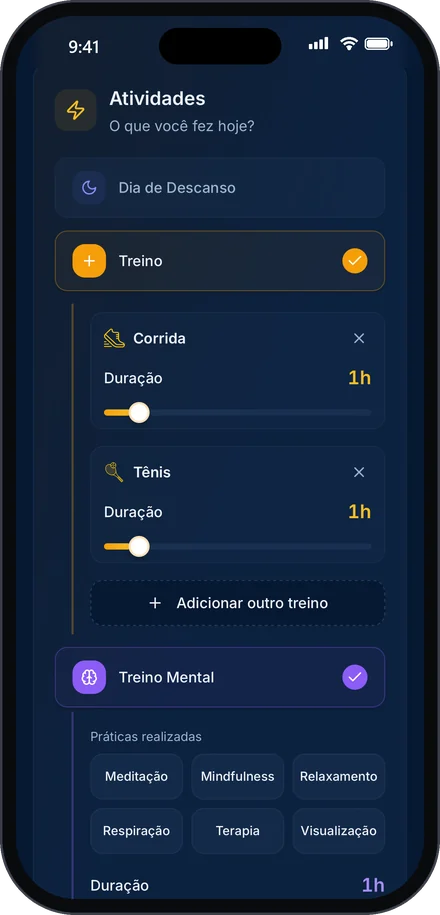 9:41
Atividades
O que você fez hoje?
Dia de Descanso
Treino
Corrida
Duração 1h
Tênis
Duração 1h
+ Adicionar outro treino
Treino Mental
Práticas realizadas
Meditação Mindfulness Relaxamento
Respiração Terapia Visualização
Duração 1h